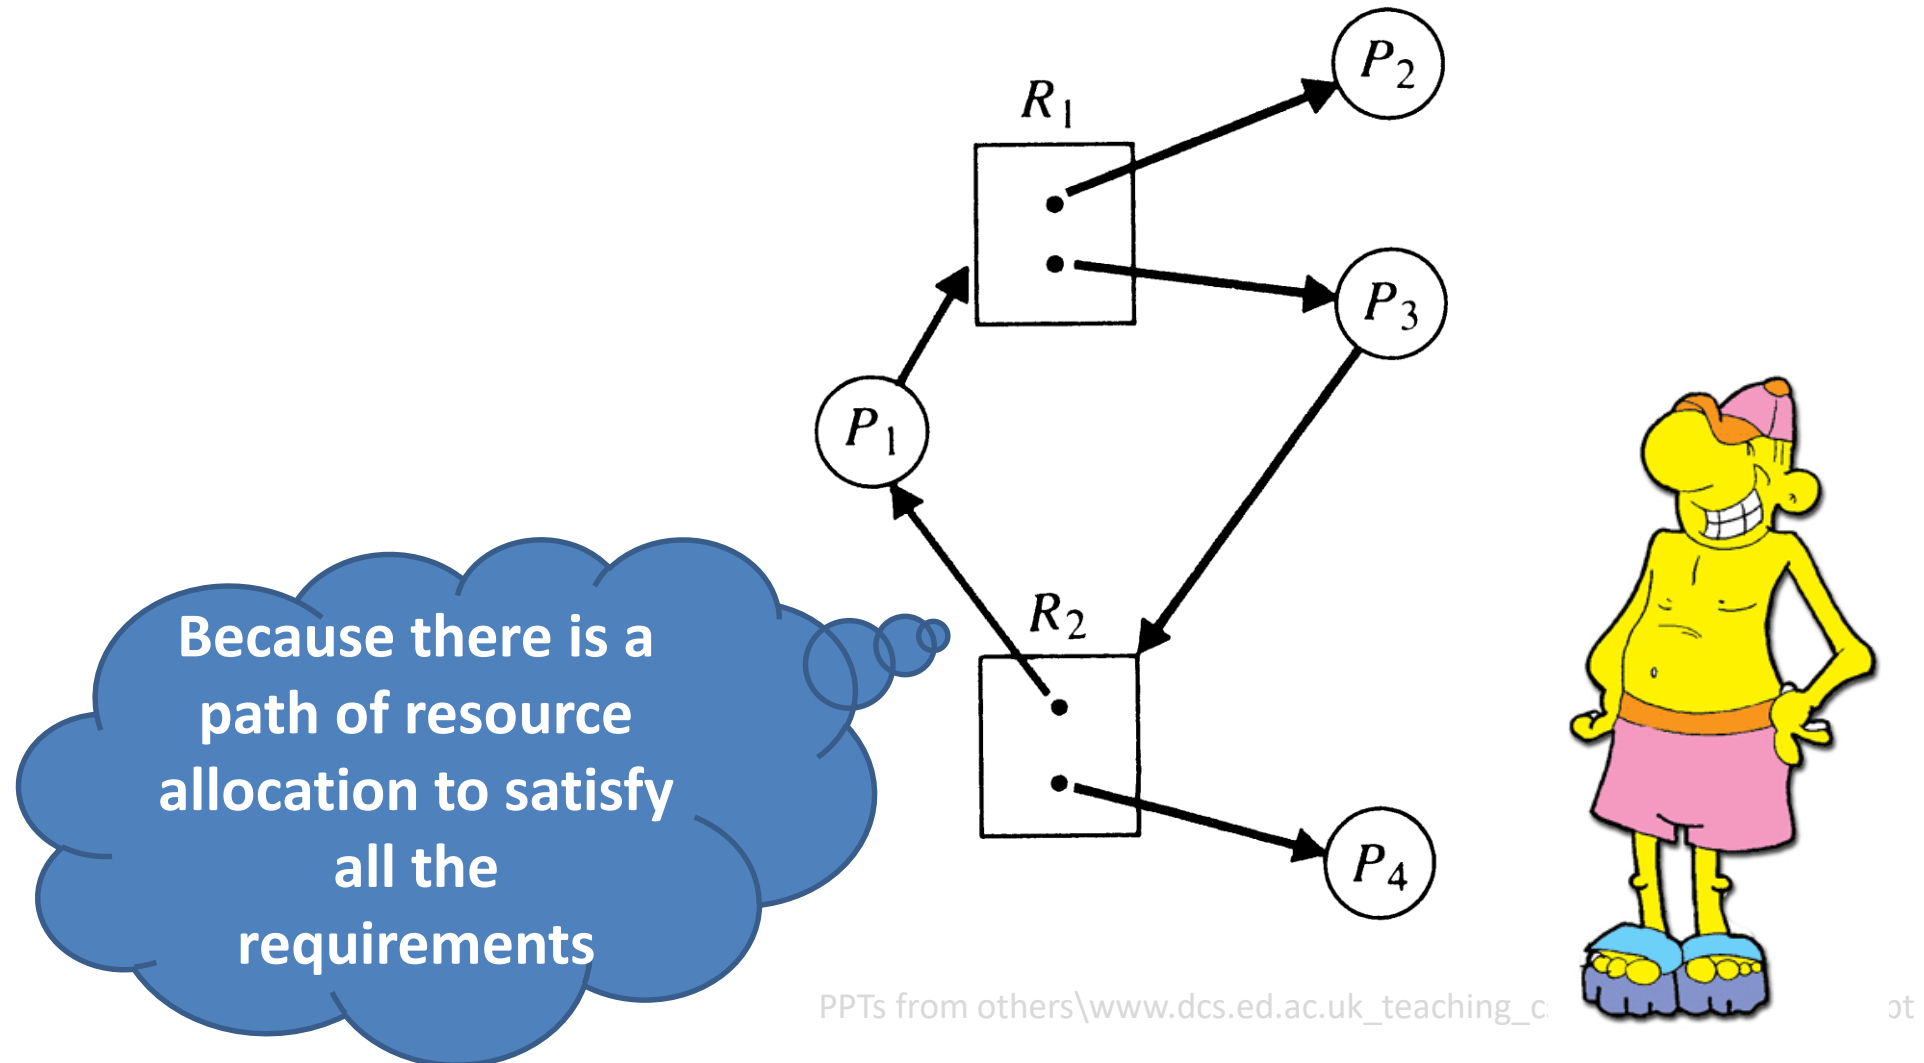 P2
R1
P3
P1
R2
Because there is a
path of resource
allocation to satisfy
all the
requirements
P4
PPTs from others\www.dcs.ed.ac.uk_teaching_c